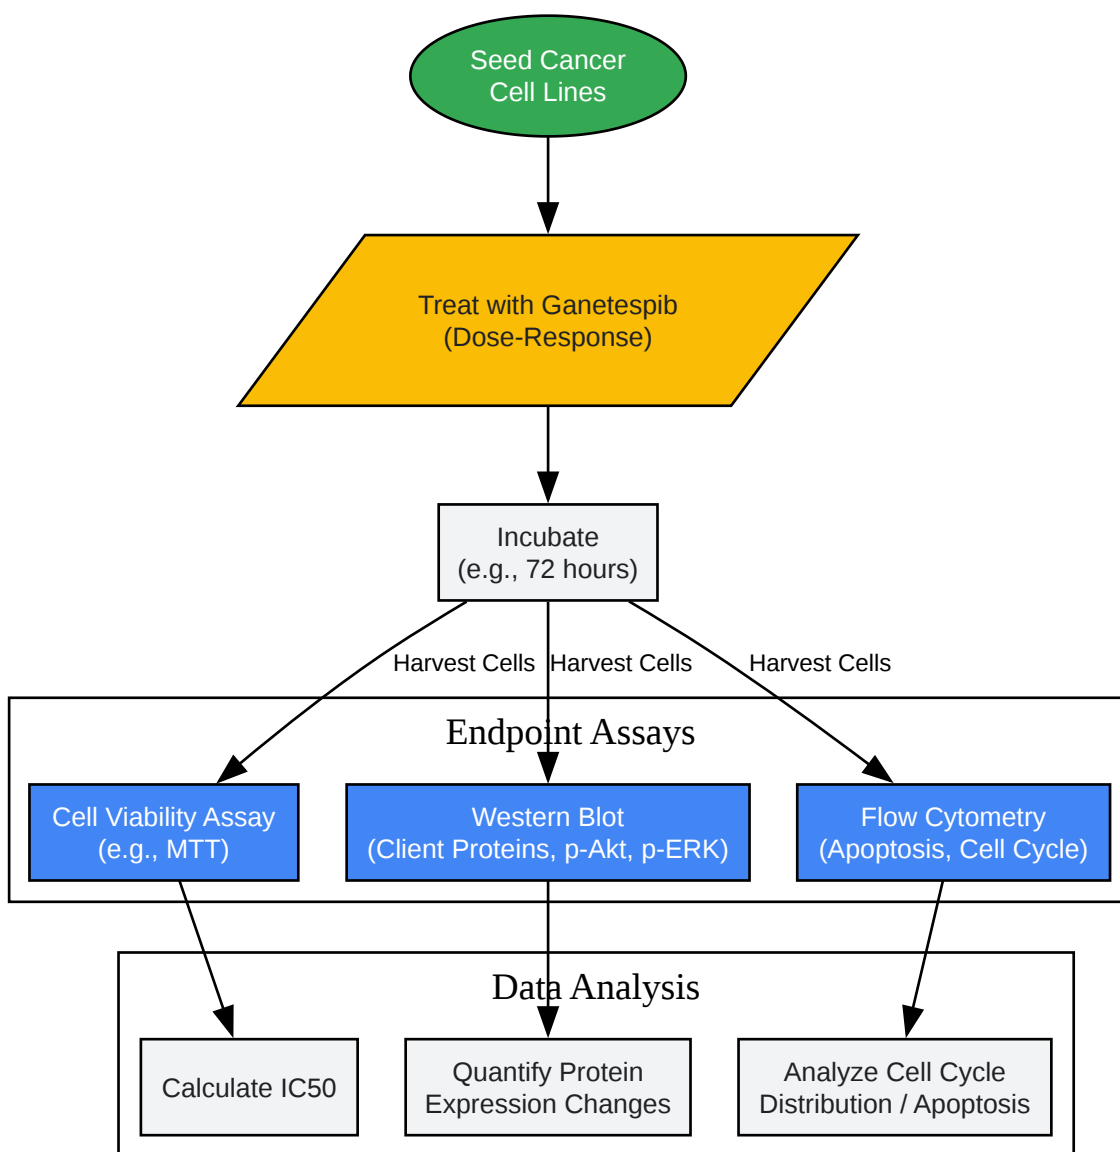 Seed Cancer
Cell Lines
Treat with Ganetespib
(Dose-Response)
Incubate
(e.g., 72 hours)
Harvest Cells
Harvest Cells
Harvest Cells
Endpoint Assays
Cell Viability Assay
(e.g., MTT)
Western Blot
(Client Proteins, p-Akt, p-ERK)
Flow Cytometry
(Apoptosis, Cell Cycle)
Data Analysis
Calculate IC50
Quantify Protein
Expression Changes
Analyze Cell Cycle
Distribution / Apoptosis